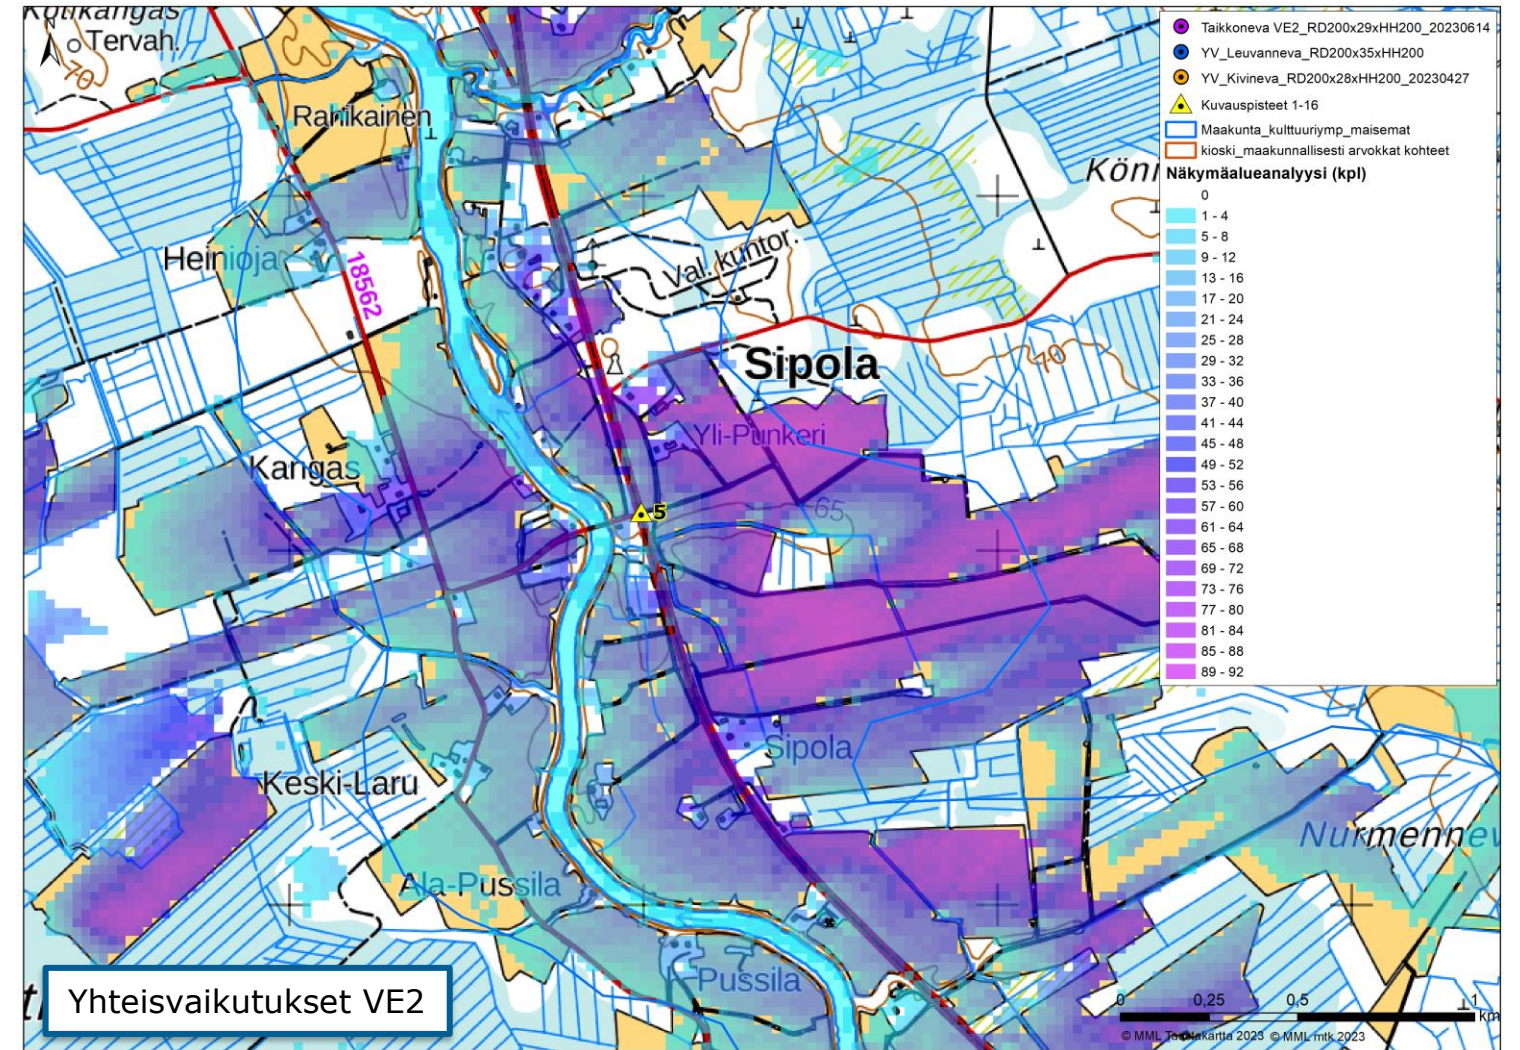 Kotikangas
Tervah.
70
Rahikainen
Heinioja
18562
Val. kuntor.
Köni
70
Sipola
Yli-Punkeri
Kangas
5
65
Sipola
Keski-Laru
Ala-Pussila
Pussila
Nurmennev
Taikkoneva VE2_RD200x29xHH200_20230614
YV_Leuvanneva_RD200x35xHH200
YV_Kivineva_RD200x28xHH200_20230427
Kuvauspisteet 1-16
Maakunta_kulttuuriymp_maisemat
kioski_maakunnallisesti arvokkat kohteet
Näkymäalueanalyysi (kpl)
0
1 - 4
5 - 8
9 - 12
13 - 16
17 - 20
21 - 24
25 - 28
29 - 32
33 - 36
37 - 40
41 - 44
45 - 48
49 - 52
53 - 56
57 - 60
61 - 64
65 - 68
69 - 72
73 - 76
77 - 80
81 - 84
85 - 88
89 - 92
Yhteisvaikutukset VE2
0 0,25 0,5 1
km
© MML Taustakartta 2023 © MML mtk 2023